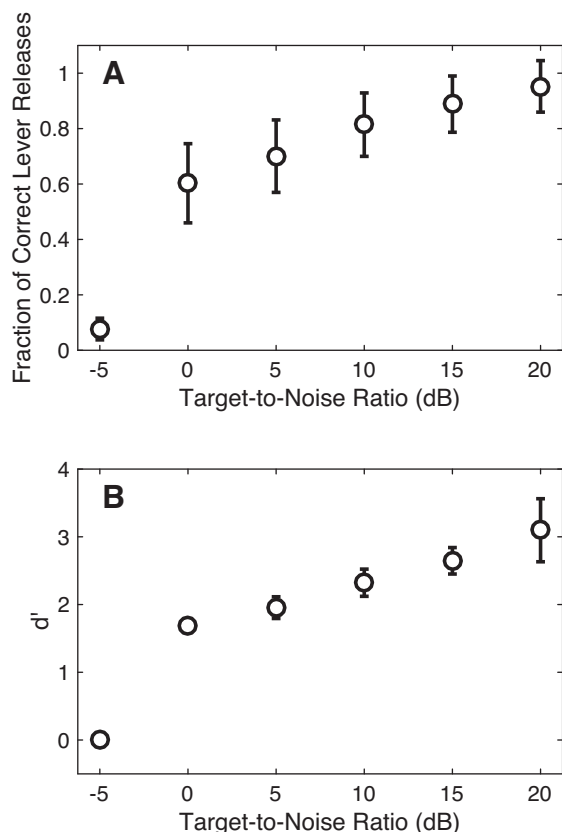 A
Fraction of Correct Lever Releases
1
0.8
0.6
0.4
0.2
0
-5 0 5 10 15 20
Target-to-Noise Ratio (dB)
B
d'
4
3
2
1
0
-5 0 5 10 15 20
Target-to-Noise Ratio (dB)